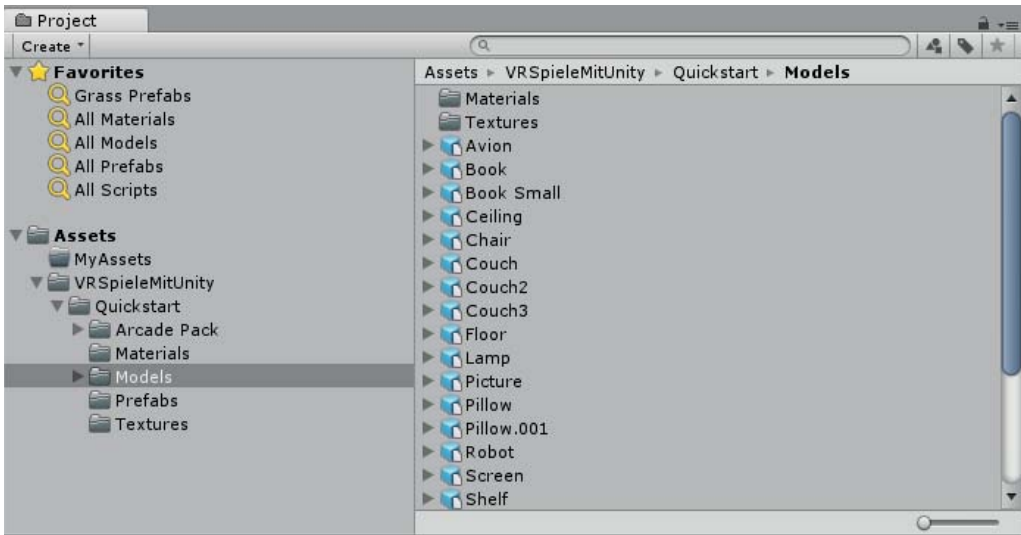 Project
Create
Favorites
Grass Prefabs
All Materials
All Models
All Prefabs
All Scripts
Assets
MyAssets
VRSpieleMitUnity
Quickstart
Arcade Pack
Materials
Models
Prefabs
Textures
Assets ▸ VRSpieleMitUnity ▸ Quickstart ▸ Models
Materials
Textures
Avion
Book
Book Small
Ceiling
Chair
Couch
Couch2
Couch3
Floor
Lamp
Picture
Pillow
Pillow.001
Robot
Screen
Shelf